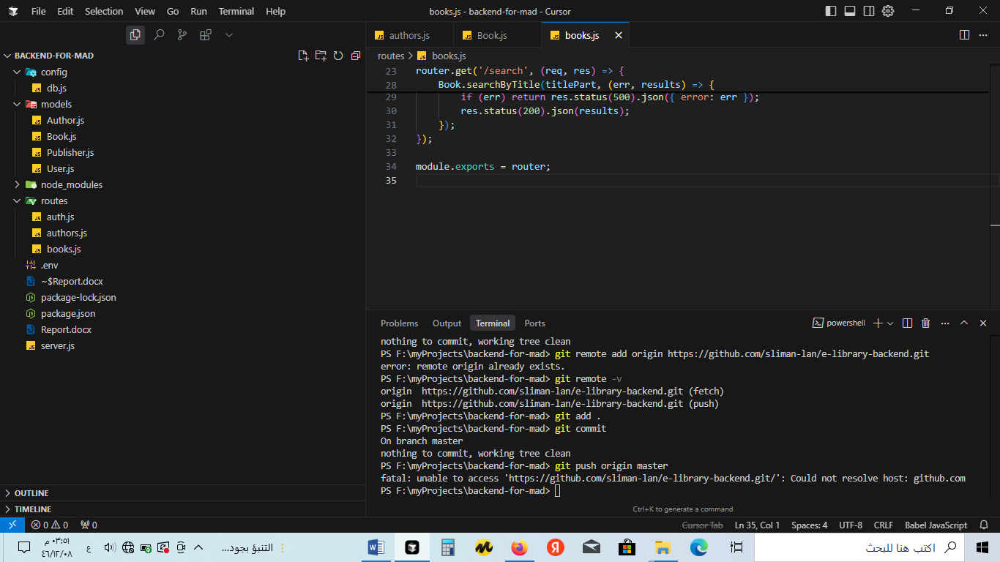 File Edit Selection View Go Run Terminal Help
books.js - backend-for-mad - Cursor
BACKEND-FOR-MAD
config
db.js
models
Author.js
Book.js
Publisher.js
User.js
node_modules
routes
auth.js
authors.js
books.js
.env
~$Report.docx
package-lock.json
package.json
Report.docx
server.js
OUTLINE
TIMELINE
authors.js Book.js books.js
routes > books.js
23 router.get('/search', (req, res) => {
28 Book.searchByTitle(titlePart, (err, results) => {
29 if (err) return res.status(500).json({ error: err });
30 res.status(200).json(results);
31 });
32 });
33
34 module.exports = router;
35
Problems Output Terminal Ports
powershell
nothing to commit, working tree clean
PS F:\myProjects\backend-for-mad> git remote add origin https://github.com/sliman-lan/e-library-backend.git
error: remote origin already exists.
PS F:\myProjects\backend-for-mad> git remote -v
origin  https://github.com/sliman-lan/e-library-backend.git (fetch)
origin  https://github.com/sliman-lan/e-library-backend.git (push)
PS F:\myProjects\backend-for-mad> git add .
PS F:\myProjects\backend-for-mad> git commit
On branch master
nothing to commit, working tree clean
PS F:\myProjects\backend-for-mad> git push origin master
fatal: unable to access 'https://github.com/sliman-lan/e-library-backend.git/': Could not resolve host: github.com
PS F:\myProjects\backend-for-mad>
Ctrl+K to generate a command
0 0 0
Cursor Tab Ln 35, Col 1 Spaces: 4 UTF-8 CRLF Babel JavaScript
اكتب هنا للبحث
التنبؤ بجود...
ع
٠٣:٥١ م
٤٦/١٢/٠٨